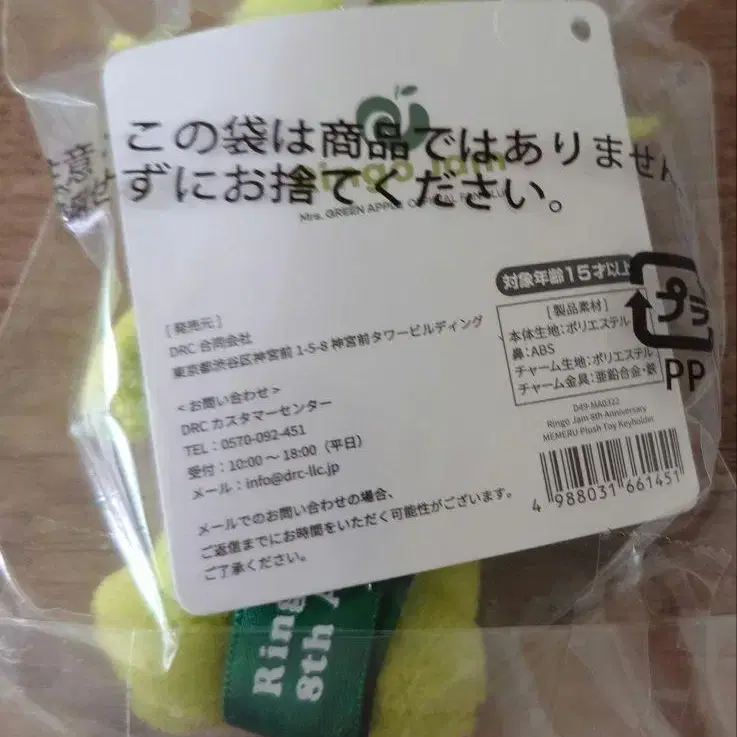 この袋は商品ではありません
ずにお捨てください。
Ringo Jam
Mrs. GREEN APPLE
対象年齢15才以上
[製品素材]
本体生地:ポリエステル
鼻:ABS
チャーム生地:ポリエステル
チャーム金具:亜鉛合金・鉄
プラ
PP
[発売元]
DRC 合同会社
東京都渋谷区神宮前 1-5-8 神宮前タワービルディング
<お問い合わせ>
DRC カスタマーセンター
TEL:0570-092-451
受付:10:00 ～ 18:00(平日)
メール:info@drc-llc.jp
メールでのお問い合わせの場合、
ご返信までにお時間をいただく可能性がございます。
ご了承ください。
D49-MA0322
Ringo Jam 8th Anniversary
MEMERU Plush Toy Keyholder
4 988031 661451
Ring
8th A